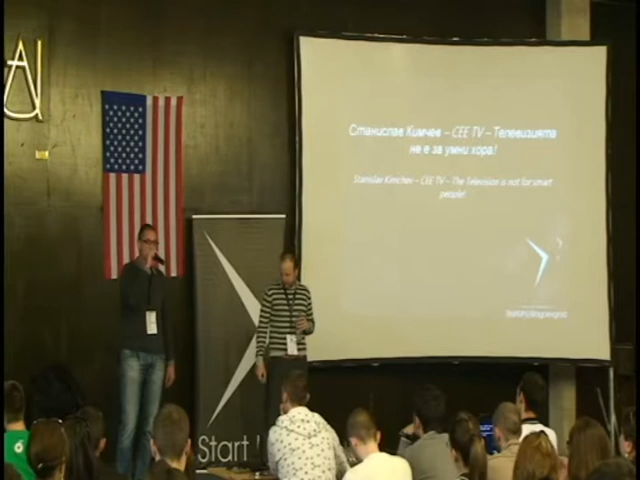 Станислав Кимчев – CEE TV – Телевизията
не е за умни хора!
Stanislav Kimchev – CEE TV – The Television is not for smart
people!
Start